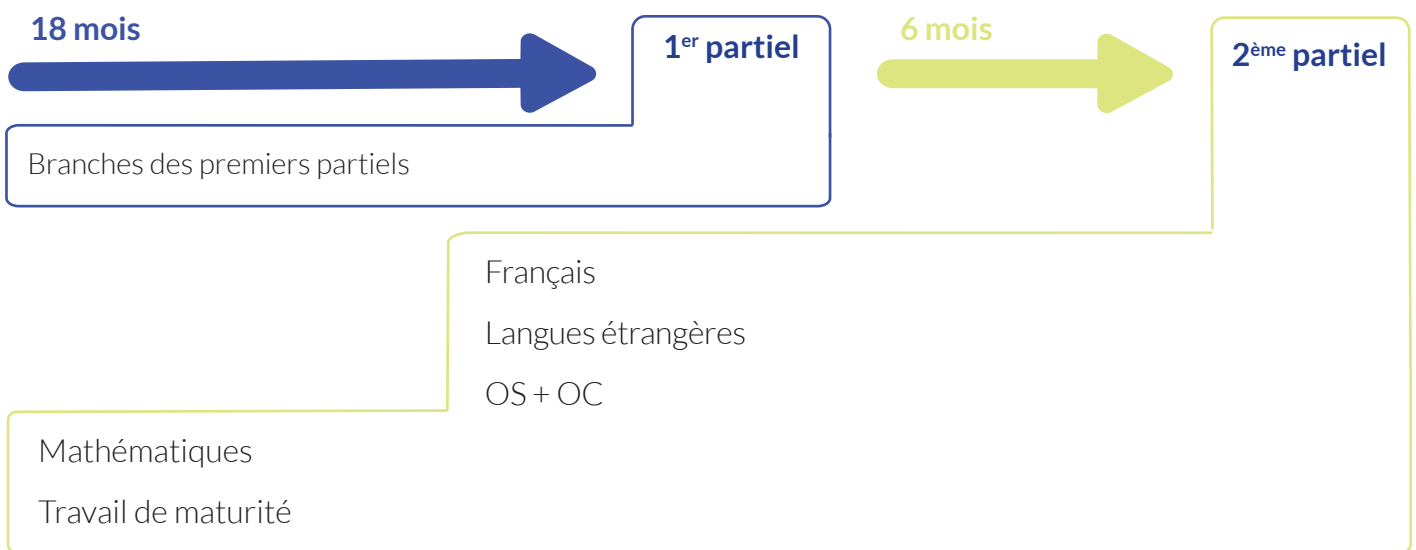 18 mois
1er partiel
6 mois
2ème partiel
Branches des premiers partiels
Français
Langues étrangères
OS + OC
Mathématiques
Travail de maturité